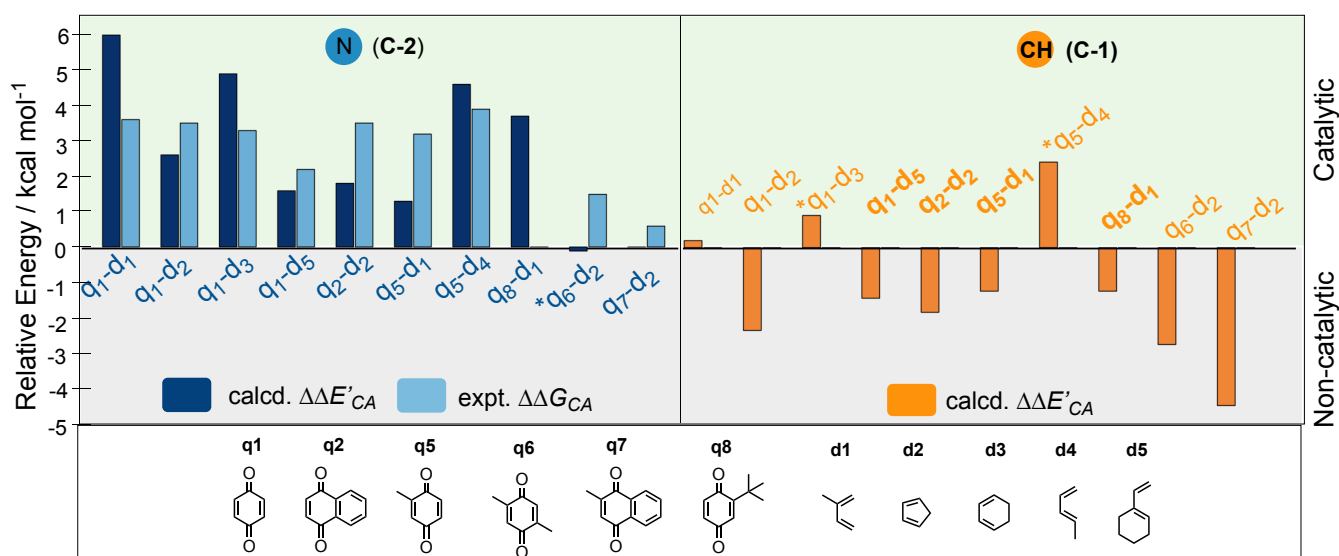 N (C-2)
CH (C-1)
Relative Energy / kcal mol⁻¹
6
5
4
3
2
1
0
-1
-2
-3
-4
-5
q₁-d₁
q₁-d₂
q₁-d₃
q₁-d₅
q₂-d₂
q₅-d₁
q₅-d₄
q₈-d₁
*q₆-d₂
q₇-d₂
q1-d1
q₁-d₂
*q₁-d₃
q₁-d₅
q₂-d₂
q₅-d₁
*q₅-d₄
q₈-d₁
q₆-d₂
q₇-d₂
Catalytic
Non-catalytic
calcd. ΔΔE'CA
expt. ΔΔGCA
calcd. ΔΔE'CA
q1 q2 q5 q6 q7 q8 d1 d2 d3 d4 d5
O O O O O O
O O O O O O